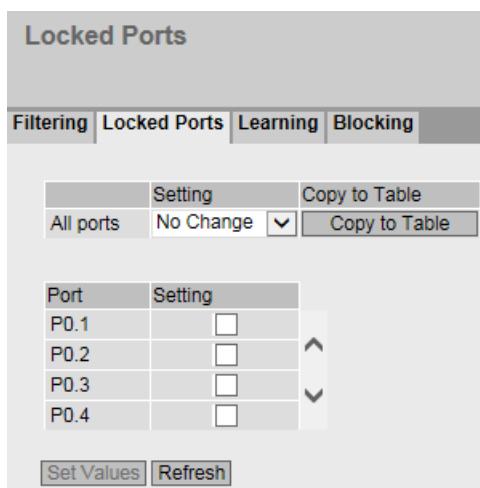 Locked Ports
Filtering Locked Ports Learning Blocking
Setting Copy to Table
All ports No Change Copy to Table
Port Setting
P0.1
P0.2
P0.3
P0.4
Set Values Refresh